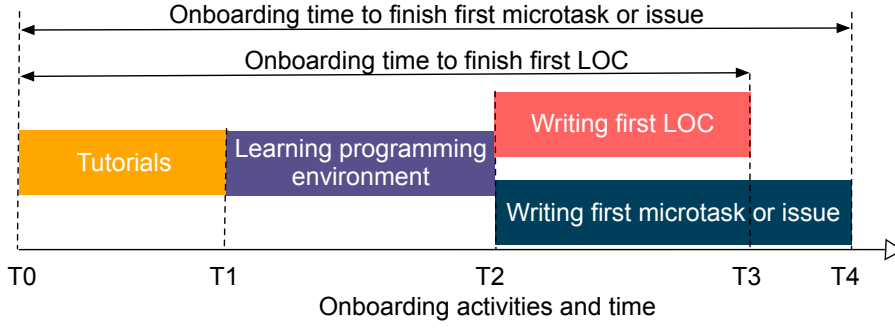 Onboarding time to finish first microtask or issue
Onboarding time to finish first LOC
Writing first LOC
Tutorials
Learning programming
environment
Writing first microtask or issue
T0 T1 T2 T3 T4
Onboarding activities and time